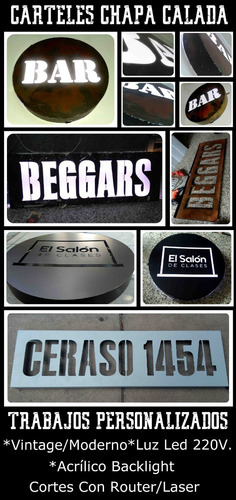 CARTELES CHAPA CALADA
BAR
BAR
BEGGARS
BEGGARS
El Salón
DE CLASES
El Salón
DE CLASES
CERASO 1454
TRABAJOS PERSONALIZADOS
*Vintage/Moderno*Luz Led 220V.
*Acrílico Backlight
Cortes Con Router/Laser